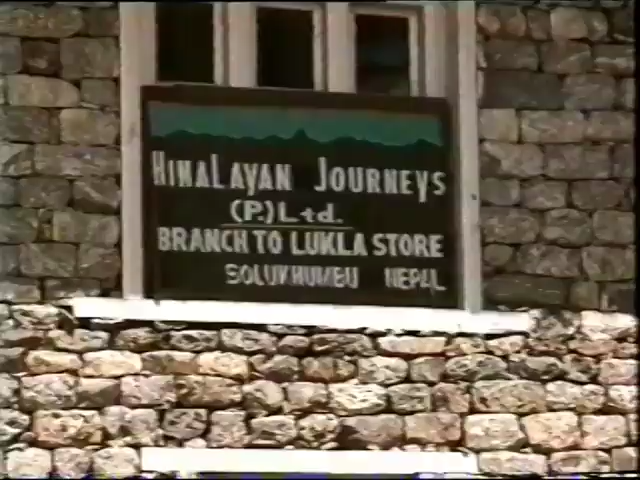 HIMALAYAN JOURNEYS
(P.) Ltd.
BRANCH TO LUKLA STORE
SOLUKHUMBU NEPAL